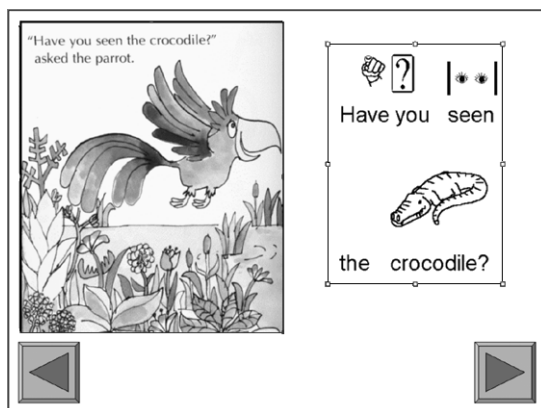 “Have you seen the crocodile?”
asked the parrot.
?
Have you seen
the crocodile?